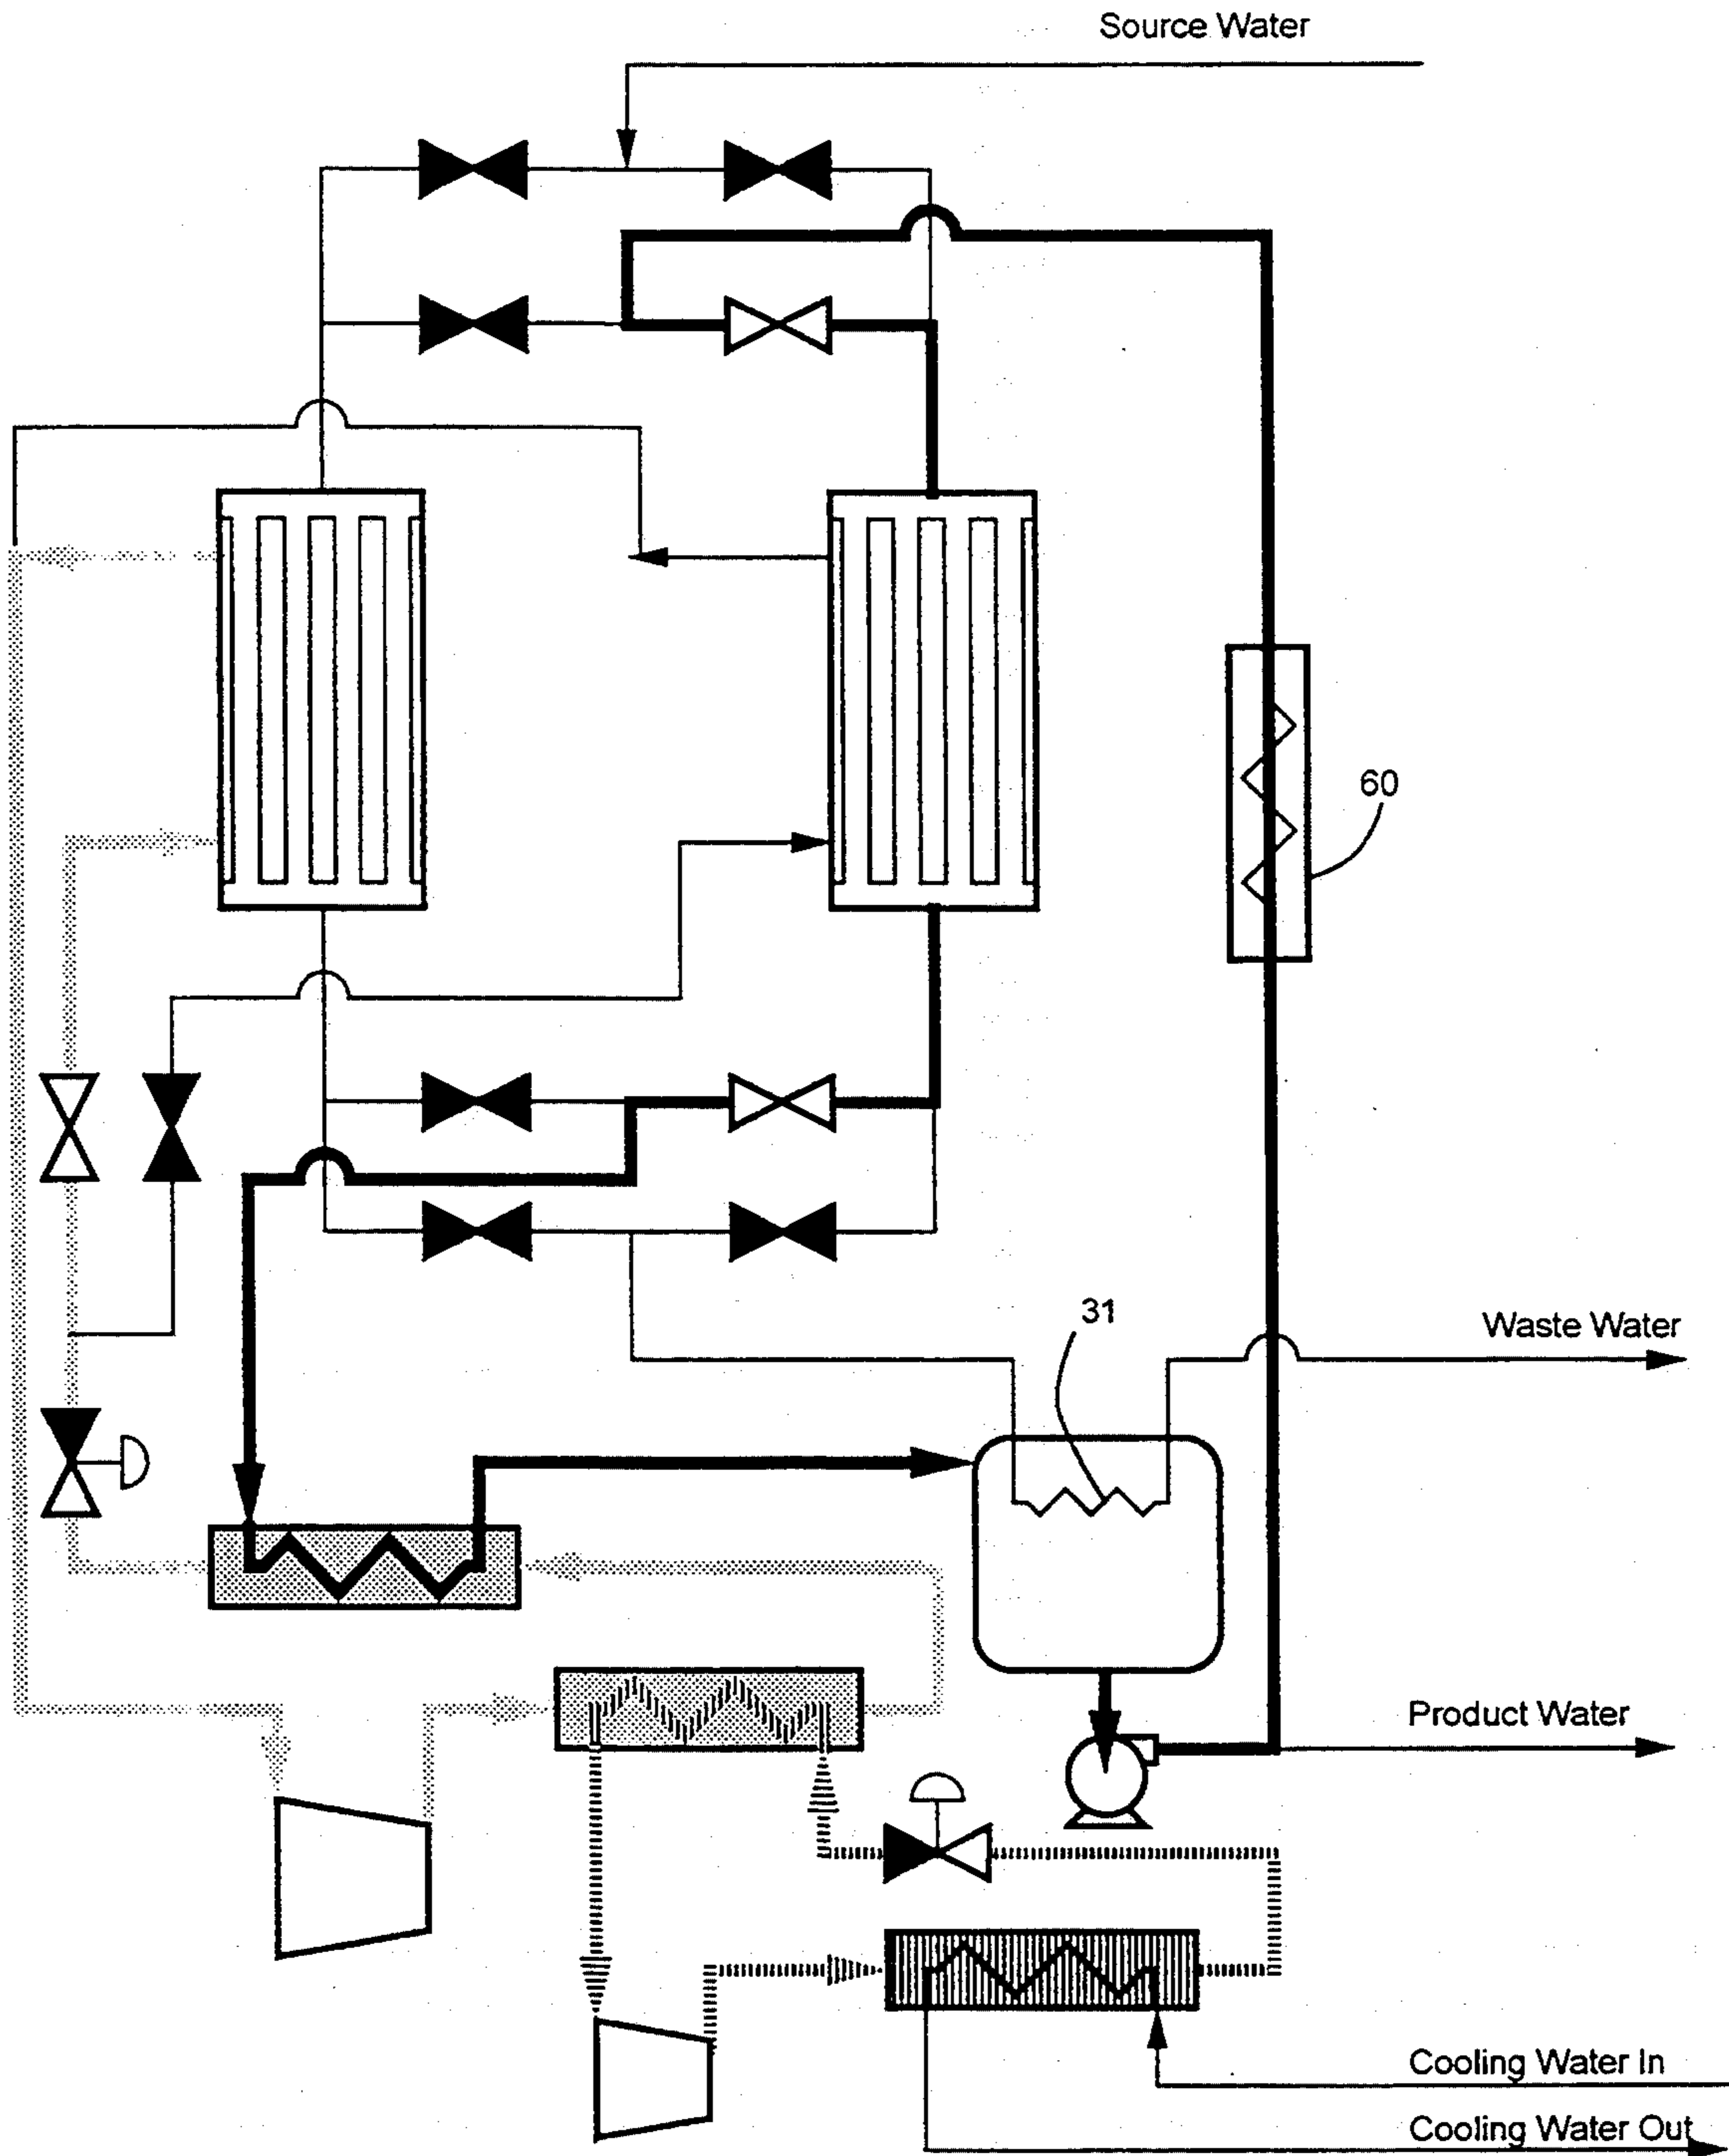 Source Water
60
31
Waste Water
Product Water
Cooling Water In
Cooling Water Out